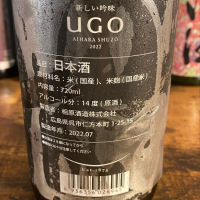 新しい吟味
UGO
AIHARA SHUZO
2022
品目:日本酒
原材料名:米(国産)、米麹(国産米)
内容量:720ml
アルコール分:14度(原酒)
製造者:相原酒造株式会社
広島県呉市仁方本町1-25-15
製造年月:2022.07
Est.1875